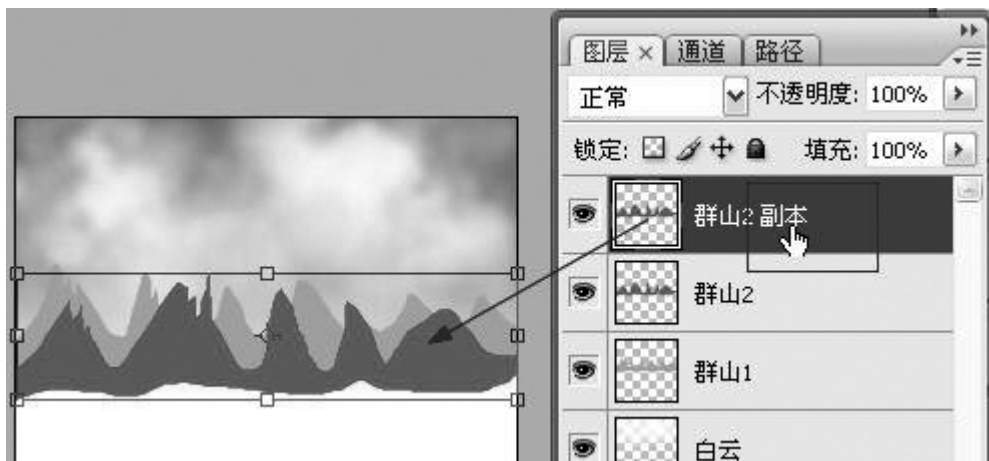 图层 × 通道 路径
正常 不透明度: 100%
锁定: 填充: 100%
群山2 副本
群山2
群山1
白云